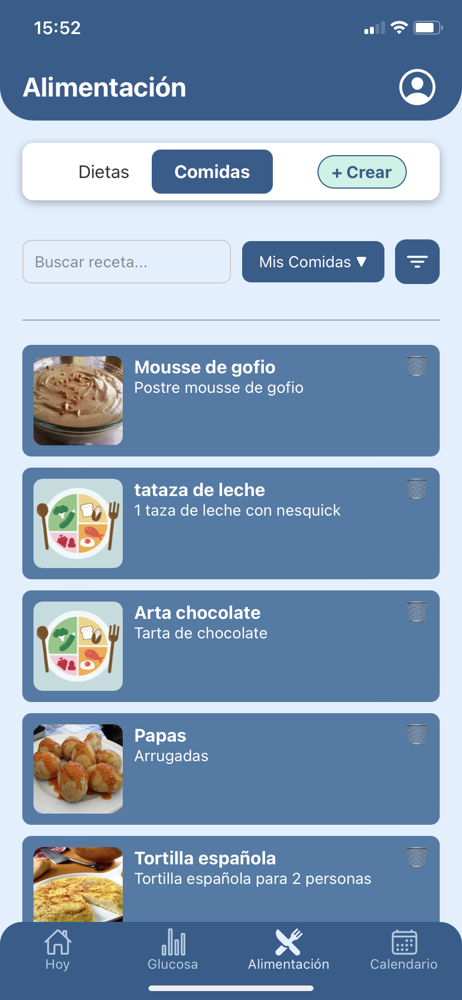 15:52
Alimentación
Dietas
Comidas
+ Crear
Buscar receta...
Mis Comidas ▼
Mousse de gofio
Postre mousse de gofio
tataza de leche
1 taza de leche con nesquick
Arta chocolate
Tarta de chocolate
Papas
Arrugadas
Tortilla española
Tortilla española para 2 personas
Hoy
Glucosa
Alimentación
Calendario